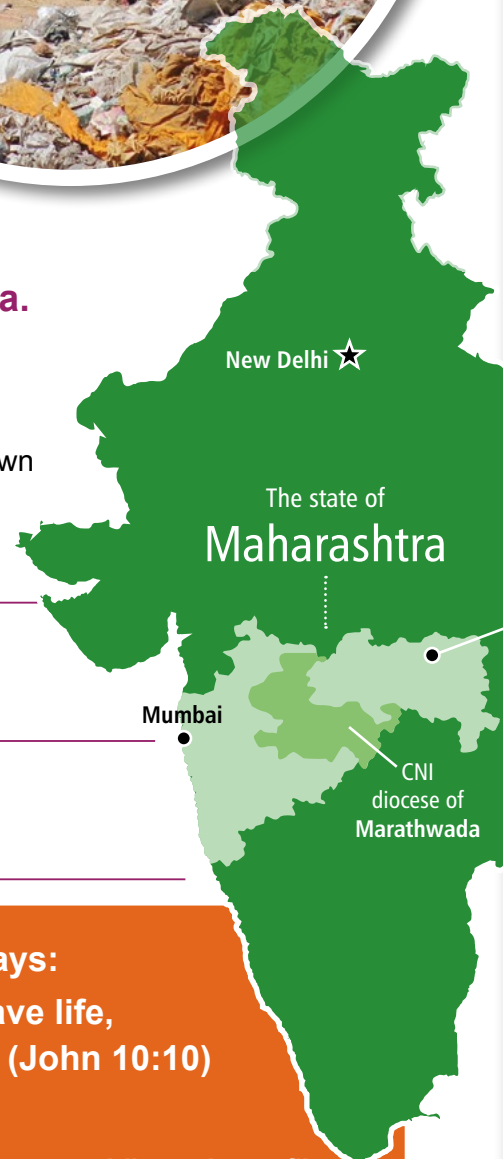 a.
New Delhi
wn
The state of
Maharashtra
Mumbai
CNI
diocese of
Marathwada
ays:
ave life,
(John 10:10)